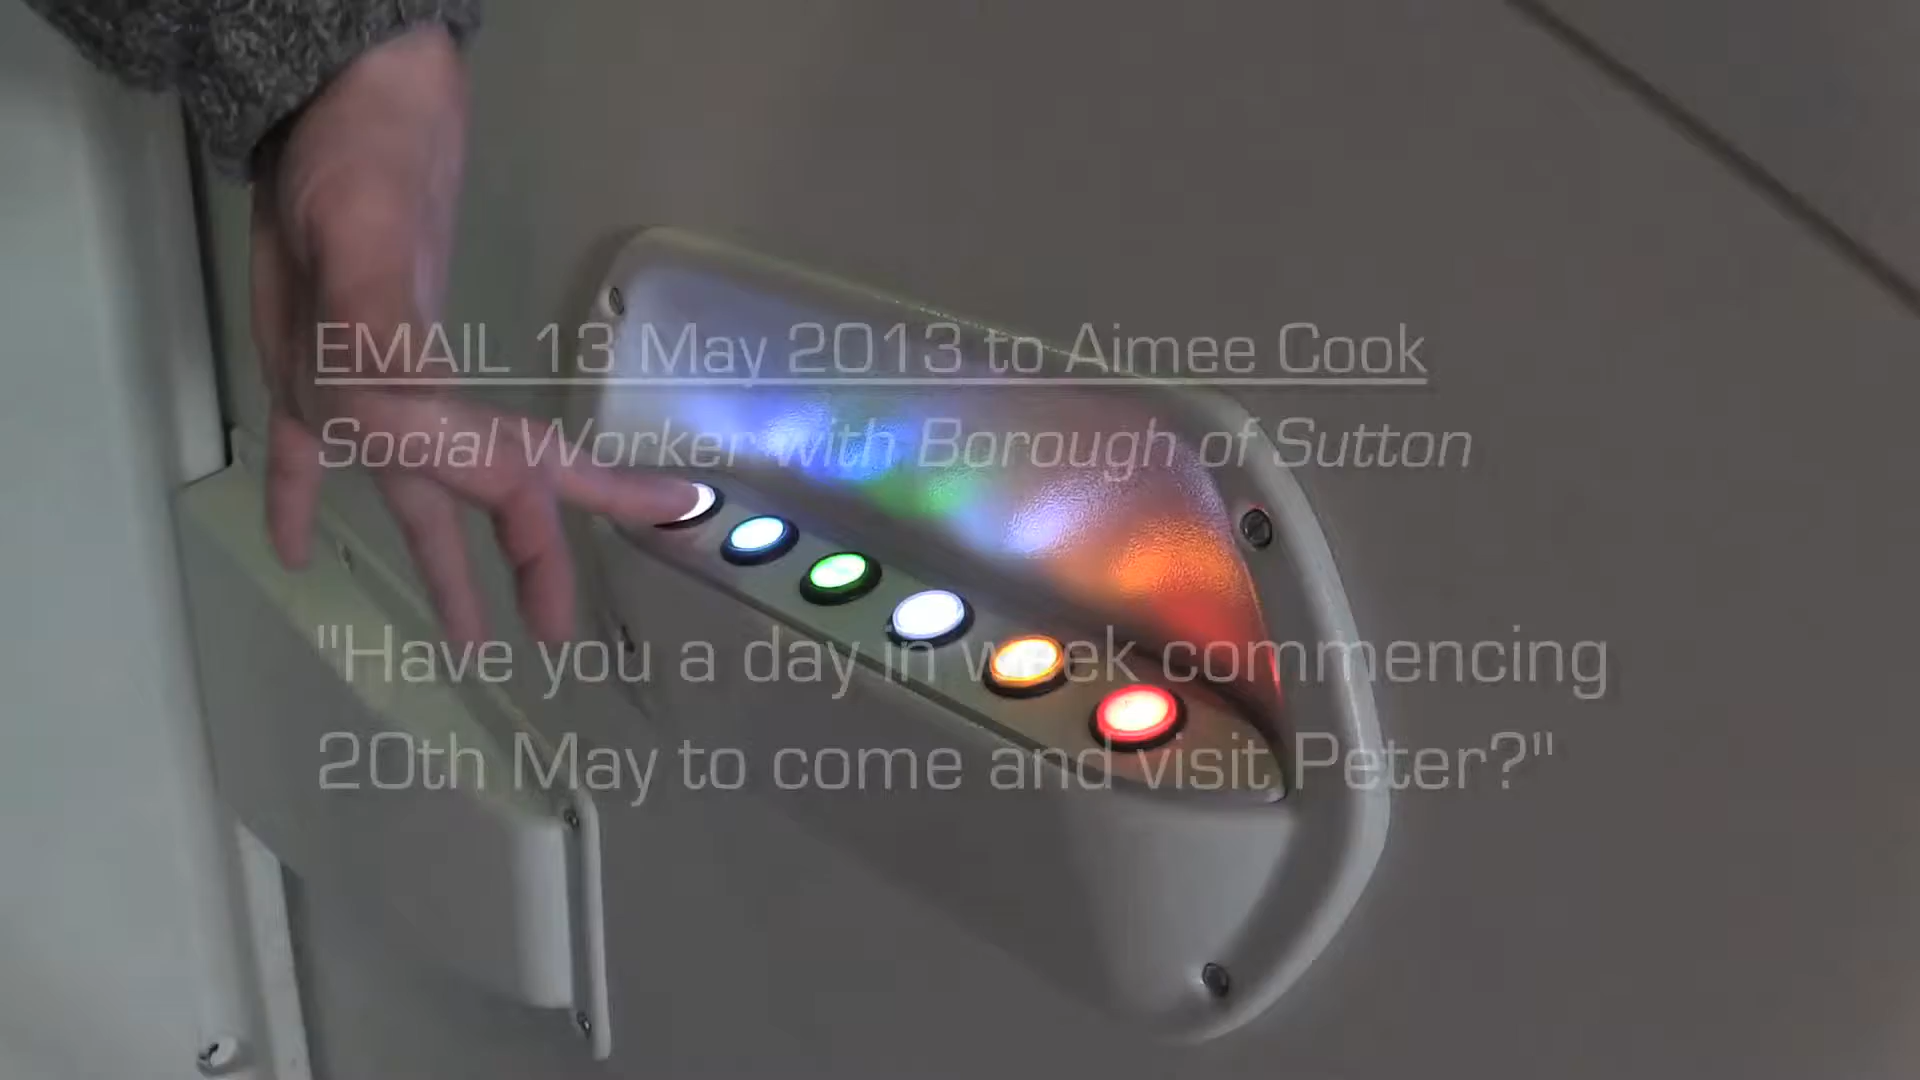 EMAIL 13 May 2013 to Aimee Cook
Social Worker with Borough of Sutton
"Have you a day in week commencing
20th May to come and visit Peter?"